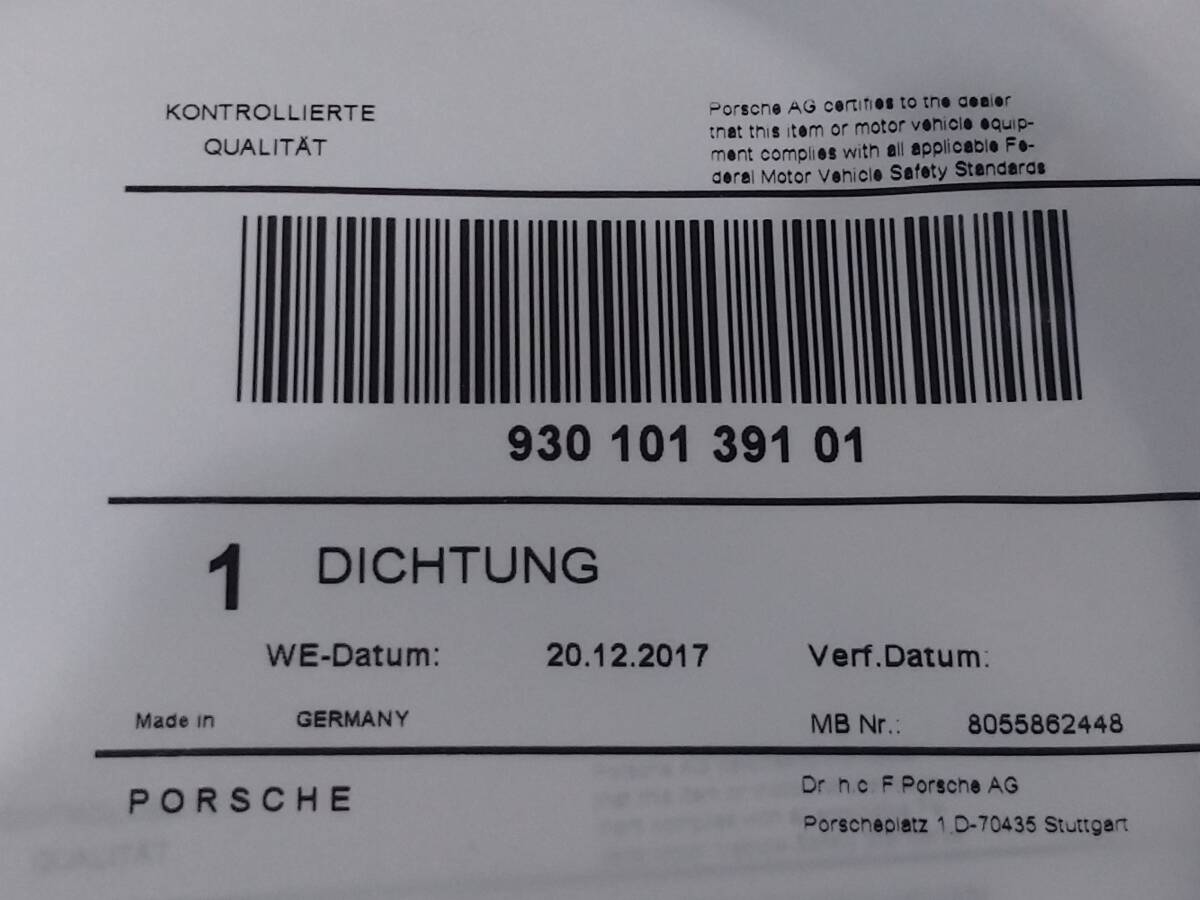 KONTROLLIERTE
QUALITÄT
Porsche AG certifies to the dealer
that this item or motor vehicle equip-
ment complies with all applicable Fe-
deral Motor Vehicle Safety Standards
930 101 391 01
1 DICHTUNG
WE-Datum: 20.12.2017 Verf.Datum:
Made in GERMANY MB Nr.: 8055862448
PORSCHE
Dr. h.c. F.Porsche AG
Porscheplatz 1,D-70435 Stuttgart
QUALITÄT